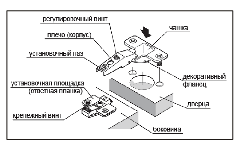 регулировочный винт
плечо (корпус)
чашка
установочный паз
декоративный
фланец
установочная площадка
(ответная планка)
дверца
крепежный винт
боковина